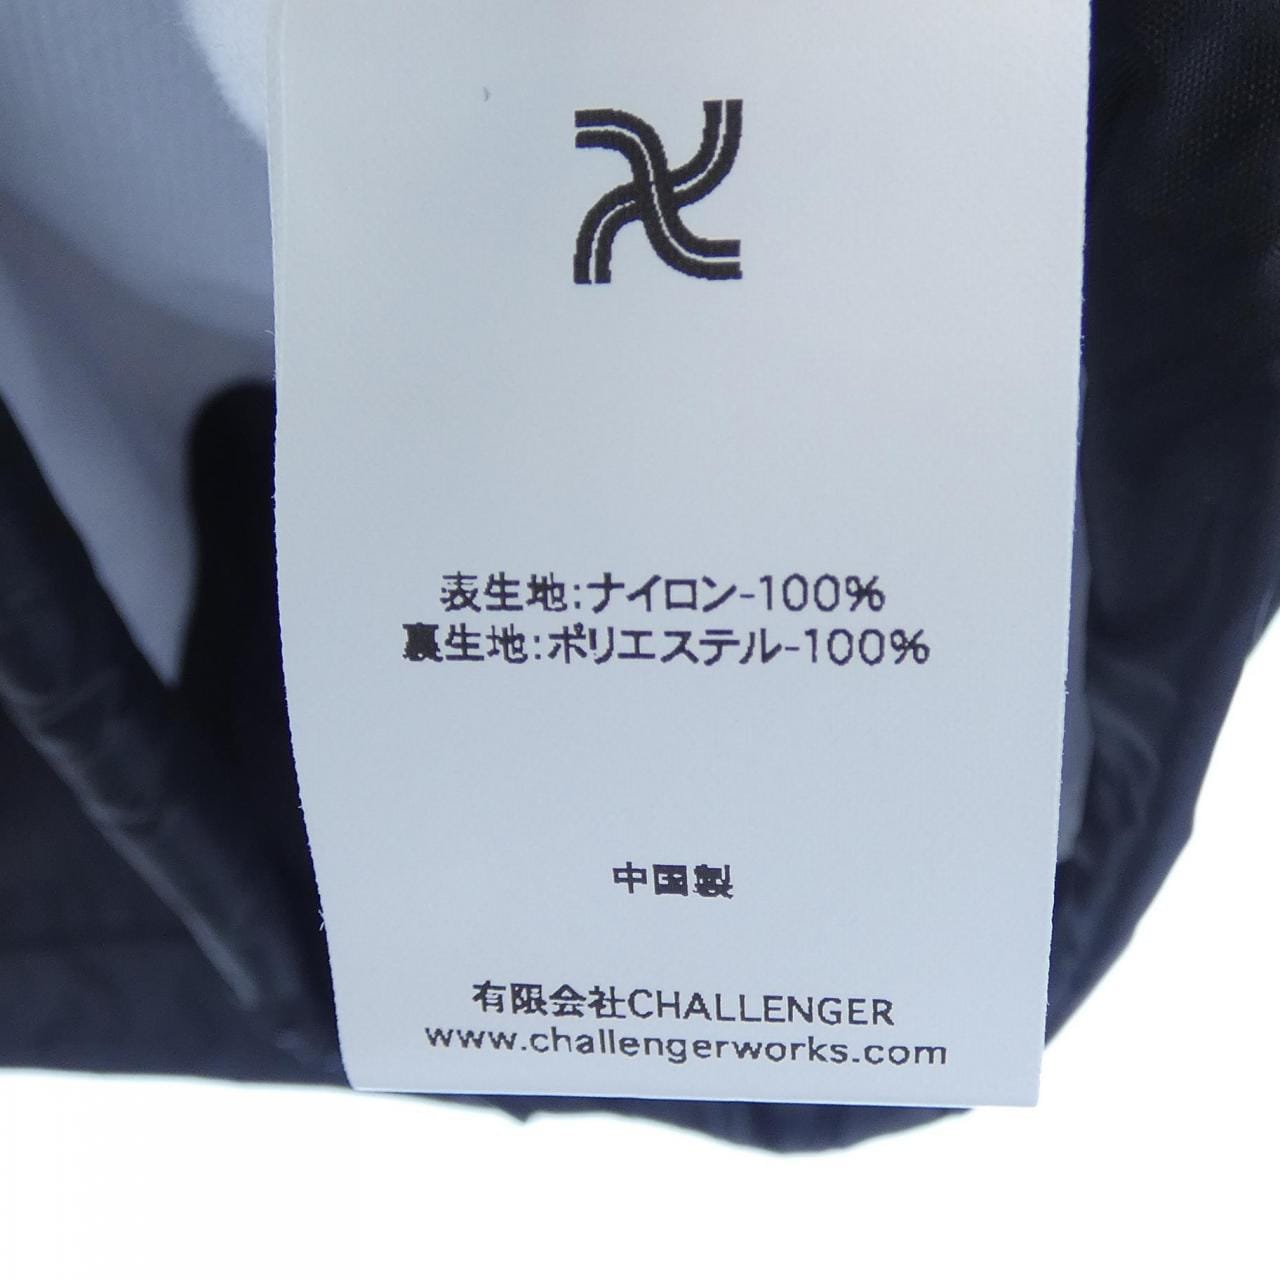 表生地:ナイロン-100%
裏生地:ポリエステル-100%
中国製
有限会社CHALLENGER
www.challengerworks.com